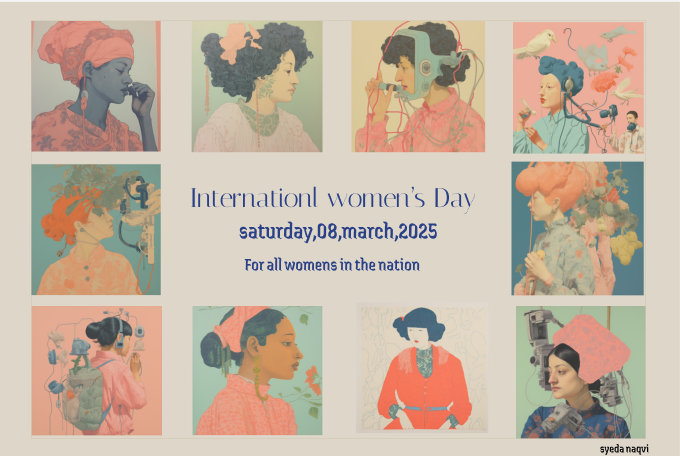 Internationl women's Day
saturday,08,march,2025
For all womens in the nation
syeda naqvi